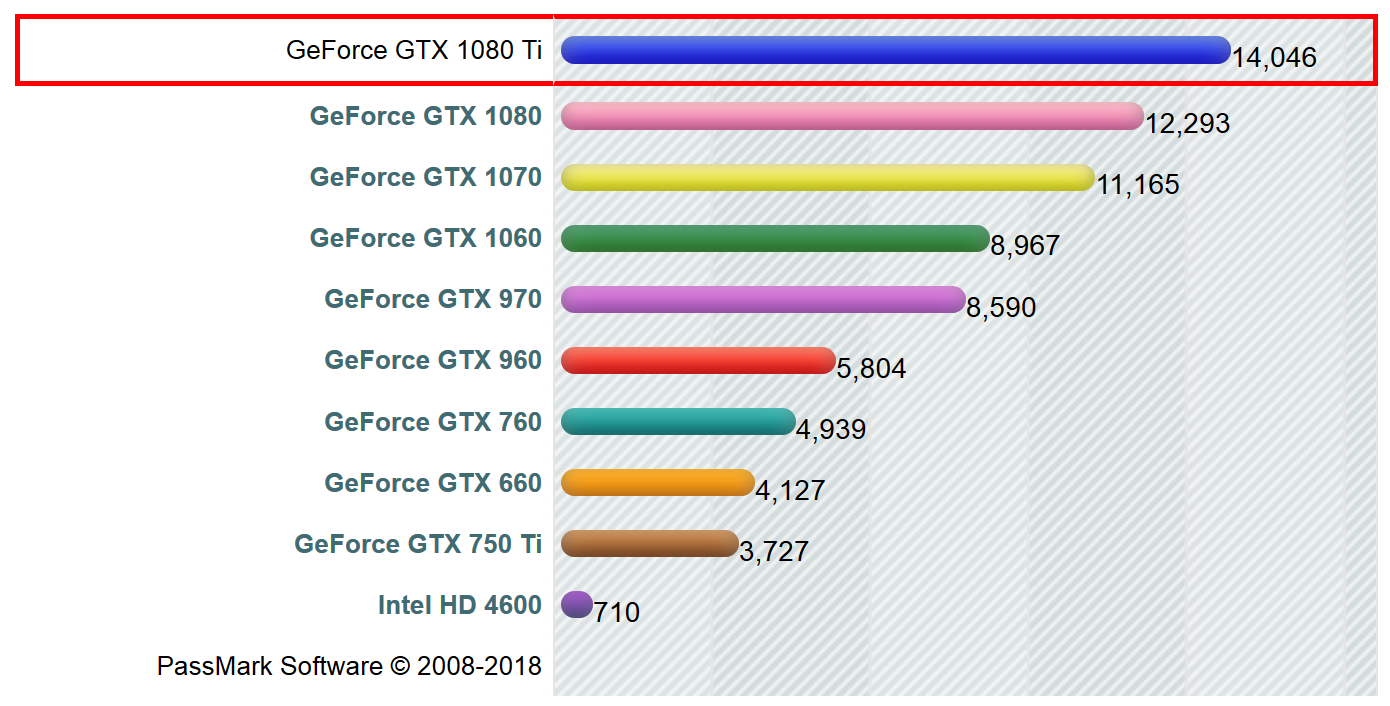 GeForce GTX 1080 Ti 14,046
GeForce GTX 1080 12,293
GeForce GTX 1070 11,165
GeForce GTX 1060 8,967
GeForce GTX 970 8,590
GeForce GTX 960 5,804
GeForce GTX 760 4,939
GeForce GTX 660 4,127
GeForce GTX 750 Ti 3,727
Intel HD 4600 710
PassMark Software © 2008-2018